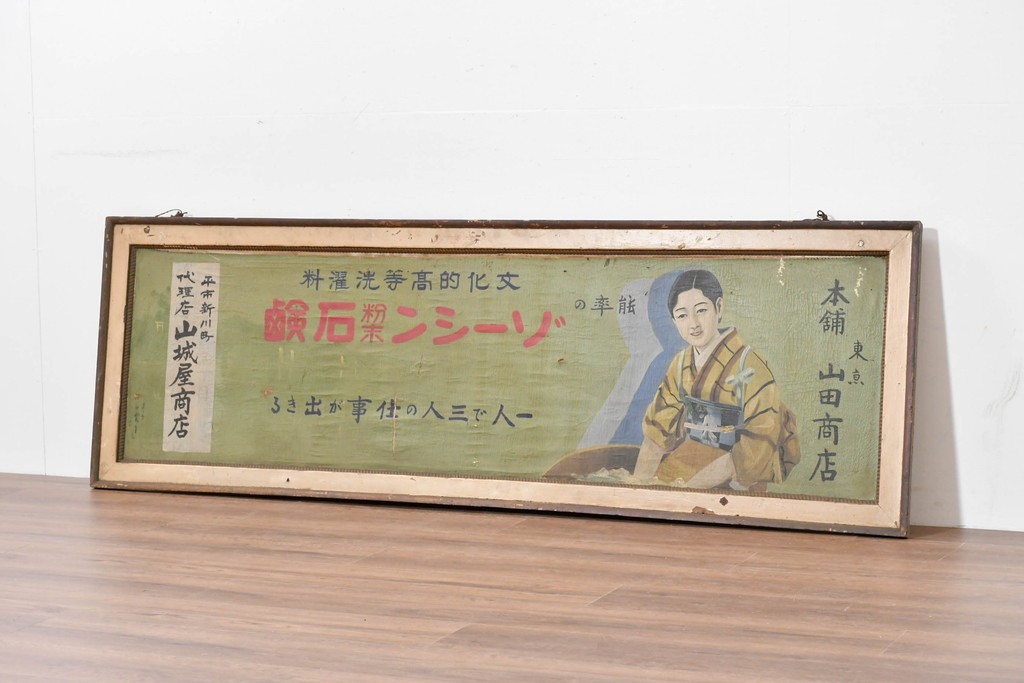 本舗 東京 山田商店
能率の
文化的高等洗濯料
ゾーシン粉末石鹸
一人で三人の仕事が出きる
平市新川町
代理店 山城屋商店